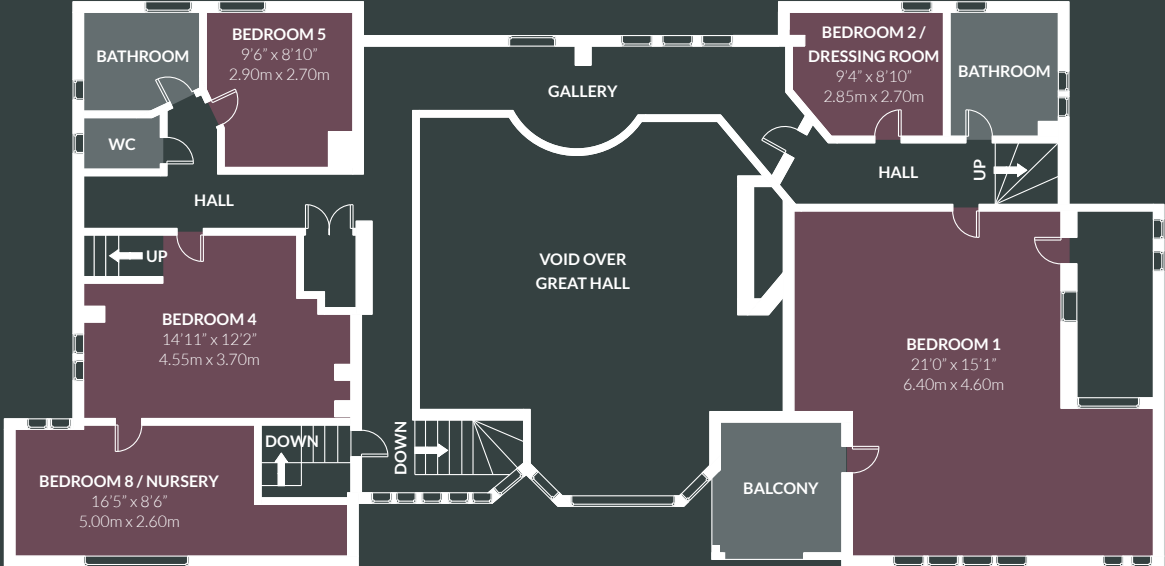 BATHROOM
BEDROOM 5
9’6” x 8’10”
2.90m x 2.70m
WC
HALL
UP
GALLERY
BEDROOM 2 /
DRESSING ROOM
9’4” x 8’10”
2.85m x 2.70m
BATHROOM
HALL
UP
VOID OVER
GREAT HALL
BEDROOM 4
14’11” x 12’2”
4.55m x 3.70m
BEDROOM 1
21’0” x 15’1”
6.40m x 4.60m
DOWN
DOWN
BEDROOM 8 / NURSERY
16’5” x 8’6”
5.00m x 2.60m
BALCONY